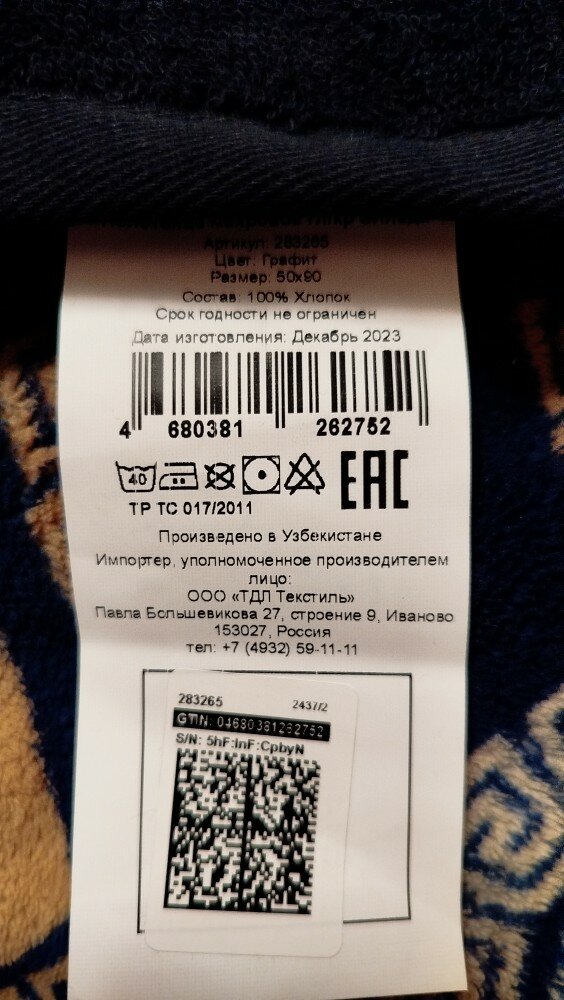 Артикул: 283265
Цвет: Графит
Размер: 50х90
Состав: 100% Хлопок
Срок годности не ограничен
Дата изготовления: Декабрь 2023
4 680381 262752
40
ТР ТС 017/2011
EAC
Произведено в Узбекистане
Импортер, уполномоченное производителем
лицо:
ООО «ТДЛ Текстиль»
Павла Большевикова 27, строение 9, Иваново
153027, Россия
тел: +7 (4932) 59-11-11
283265 2437/2
GTIN: 04680381262752
S/N: 5hF:InF:CpbyN